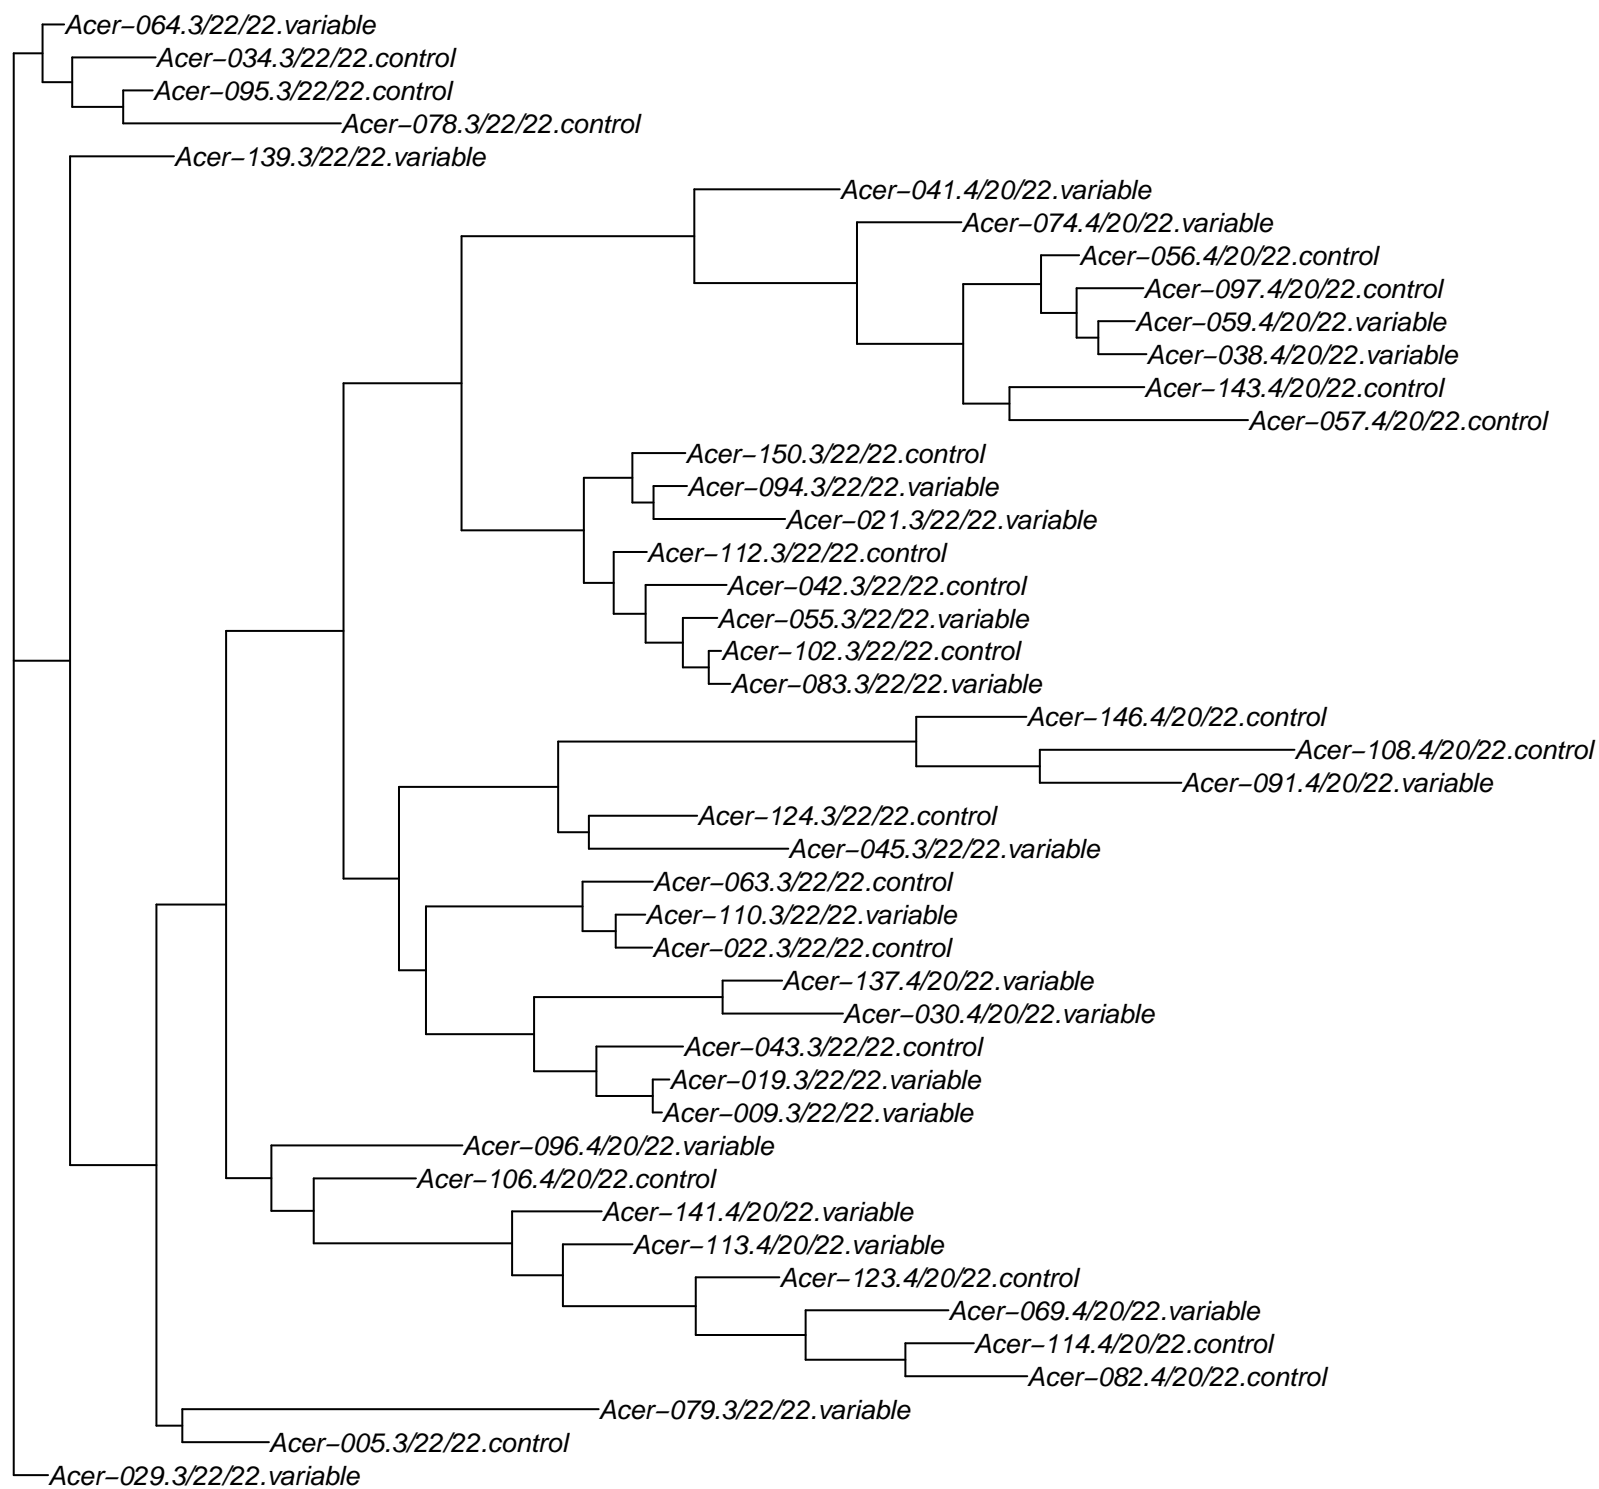 Acer−064.3/22/22.variable
Acer−034.3/22/22.control
Acer−095.3/22/22.control
Acer−078.3/22/22.control
Acer−139.3/22/22.variable
Acer−041.4/20/22.variable
Acer−074.4/20/22.variable
Acer−056.4/20/22.control
Acer−097.4/20/22.control
Acer−059.4/20/22.variable
Acer−038.4/20/22.variable
Acer−143.4/20/22.control
Acer−057.4/20/22.control
Acer−150.3/22/22.control
Acer−094.3/22/22.variable
Acer−021.3/22/22.variable
Acer−112.3/22/22.control
Acer−042.3/22/22.control
Acer−055.3/22/22.variable
Acer−102.3/22/22.control
Acer−083.3/22/22.variable
Acer−146.4/20/22.control
Acer−108.4/20/22.control
Acer−091.4/20/22.variable
Acer−124.3/22/22.control
Acer−045.3/22/22.variable
Acer−063.3/22/22.control
Acer−110.3/22/22.variable
Acer−022.3/22/22.control
Acer−137.4/20/22.variable
Acer−030.4/20/22.variable
Acer−043.3/22/22.control
Acer−019.3/22/22.variable
Acer−009.3/22/22.variable
Acer−096.4/20/22.variable
Acer−106.4/20/22.control
Acer−141.4/20/22.variable
Acer−113.4/20/22.variable
Acer−123.4/20/22.control
Acer−069.4/20/22.variable
Acer−114.4/20/22.control
Acer−082.4/20/22.control
Acer−079.3/22/22.variable
Acer−005.3/22/22.control
Acer−029.3/22/22.variable